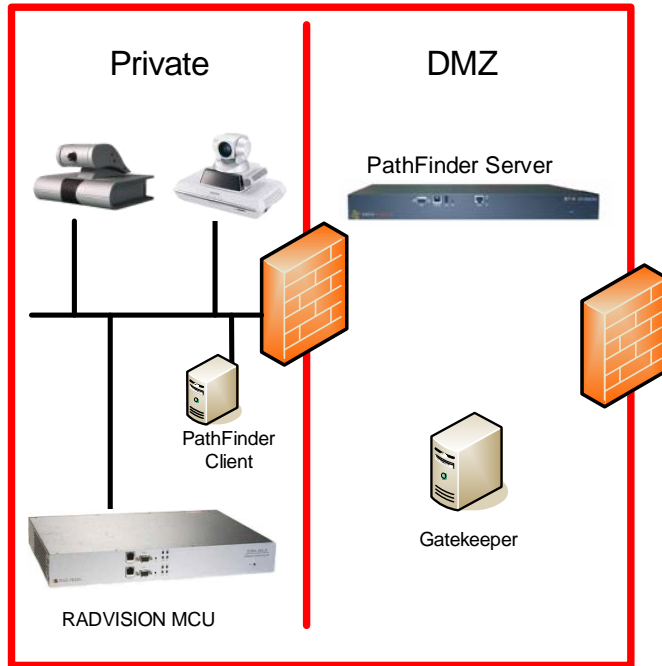 Private
DMZ
PathFinder Server
PathFinder
Client
Gatekeeper
RADVISION MCU